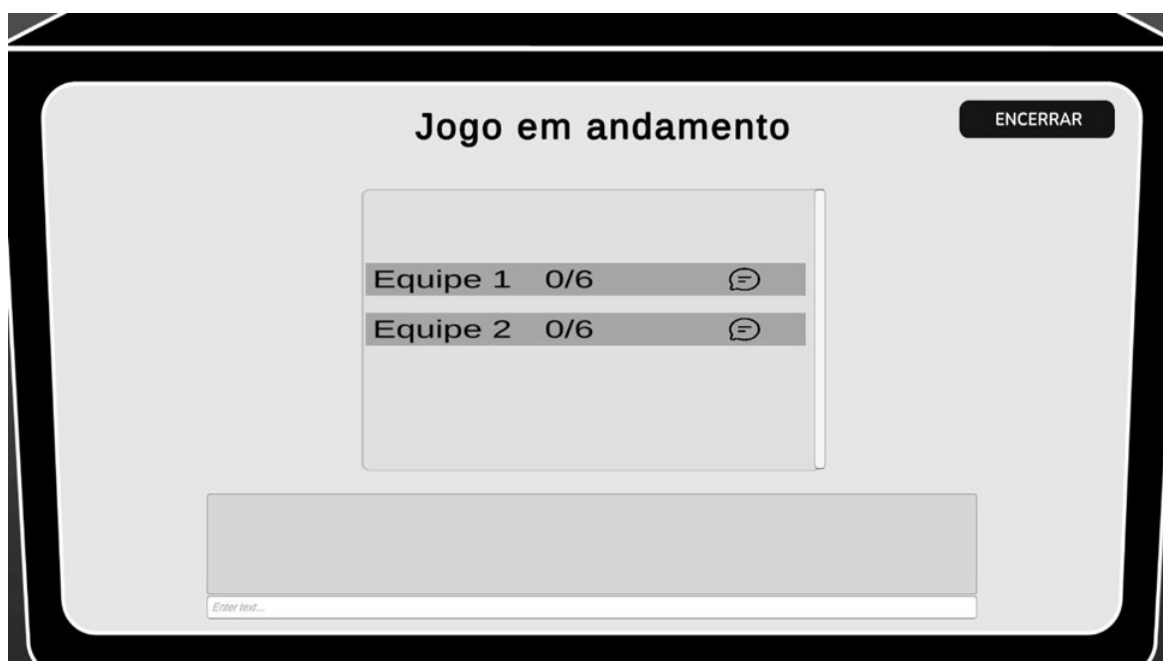 Jogo em andamento
ENCERRAR
Equipe 1 0/6
Equipe 2 0/6
Enter text...